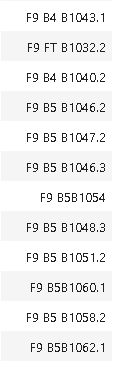 F9 B4 B1043.1
F9 FT B1032.2
F9 B4 B1040.2
F9 B5 B1046.2
F9 B5 B1047.2
F9 B5 B1046.3
F9 B5B1054
F9 B5 B1048.3
F9 B5 B1051.2
F9 B5B1060.1
F9 B5 B1058.2
F9 B5B1062.1